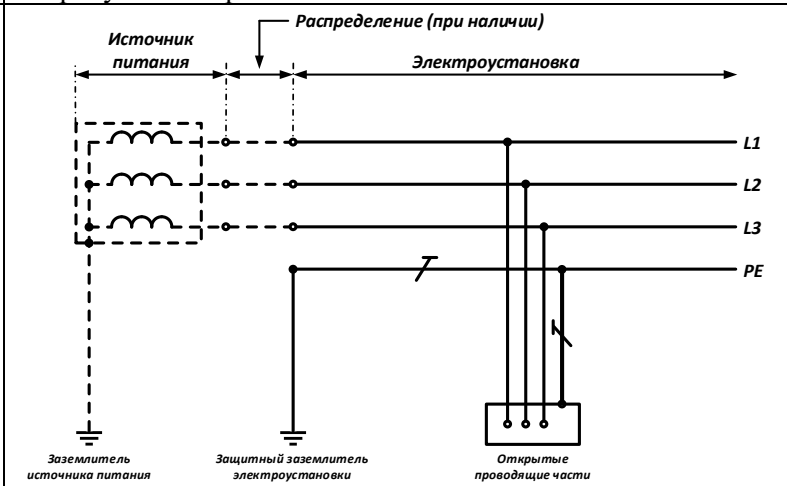 Распределение (при наличии)
Источник
питания
Электроустановка
L1
L2
L3
PE
Заземлитель
источника питания
Защитный заземлитель
электроустановки
Открытые
проводящие части